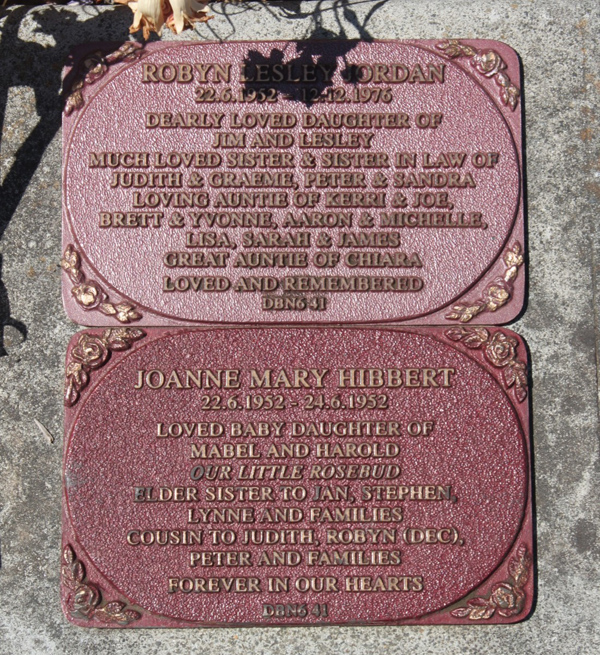 ROBYN LESLEY JORDAN
22.6.1952 - 12.12.1976
DEARLY LOVED DAUGHTER OF
JIM AND LESLEY
MUCH LOVED SISTER & SISTER IN LAW OF
JUDITH & GRAEME, PETER & SANDRA
LOVING AUNTIE OF KERRI & JOE,
BRETT & YVONNE, AARON & MICHELLE,
LISA, SARAH & JAMES
GREAT AUNTIE OF CHIARA
LOVED AND REMEMBERED
DBN6 41
JOANNE MARY HIBBERT
22.6.1952 - 24.6.1952
LOVED BABY DAUGHTER OF
MABEL AND HAROLD
OUR LITTLE ROSEBUD
ELDER SISTER TO IAN, STEPHEN,
LYNNE AND FAMILIES
COUSIN TO JUDITH, ROBYN (DEC),
PETER AND FAMILIES
FOREVER IN OUR HEARTS
DBN6 41